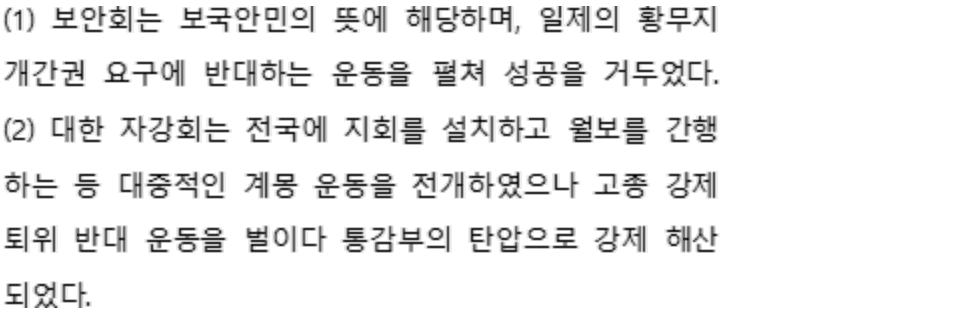 (1) 보안회는 보국안민의 뜻에 해당하며, 일제의 황무지
개간권 요구에 반대하는 운동을 펼쳐 성공을 거두었다.
(2) 대한 자강회는 전국에 지회를 설치하고 월보를 간행
하는 등 대중적인 계몽 운동을 전개하였으나 고종 강제
퇴위 반대 운동을 벌이다 통감부의 탄압으로 강제 해산
되었다.